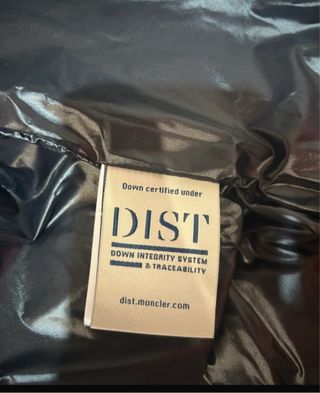 Down certified under
DIST
DOWN INTEGRITY SYSTEM
& TRACEABILITY
dist.moncler.com